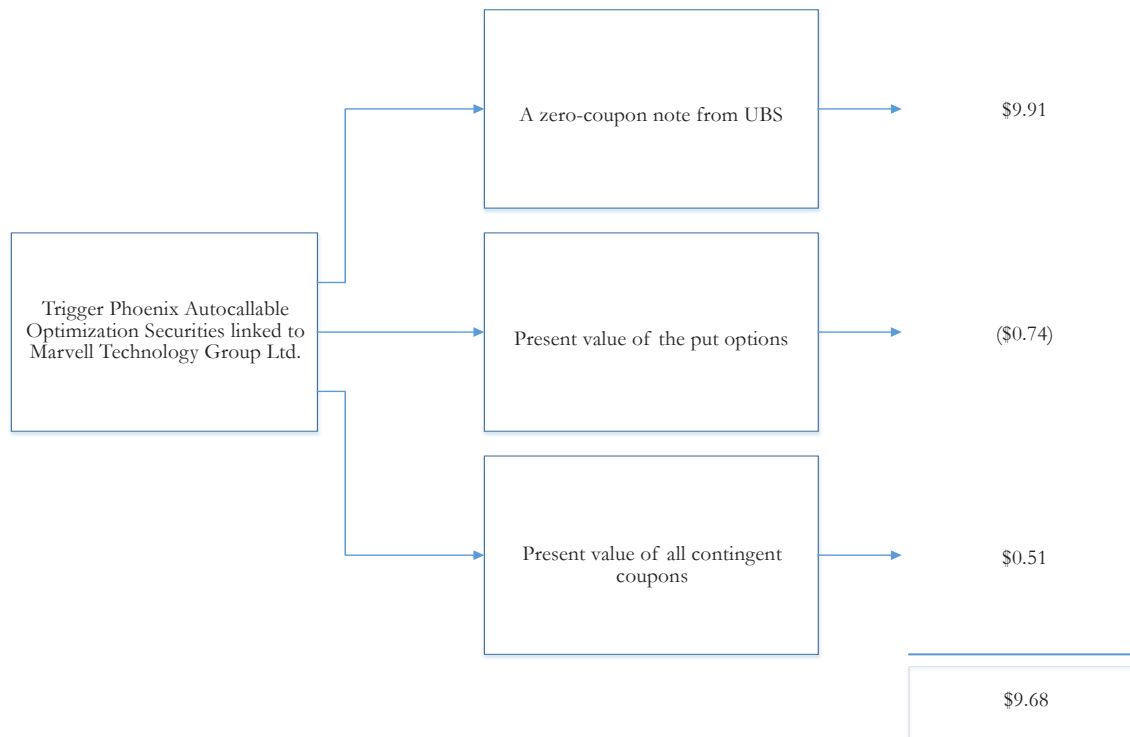 A zero-coupon note from UBS
$9.91
Trigger Phoenix Autocallable
Optimization Securities linked to
Marvell Technology Group Ltd.
Present value of the put options
($0.74)
Present value of all contingent
coupons
$0.51
$9.68